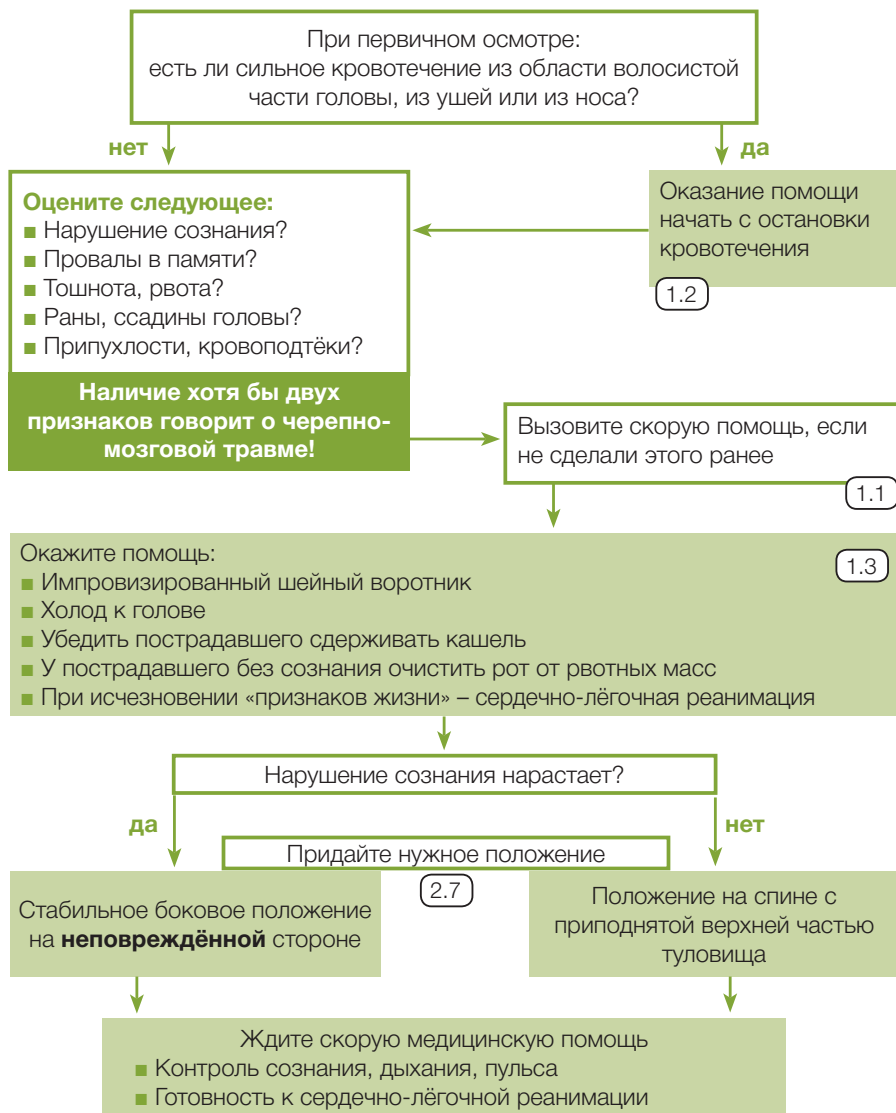 При первичном осмотре:
есть ли сильное кровотечение из области волосистой
части головы, из ушей или из носа?
нет
да
Оцените следующее:
■ Нарушение сознания?
■ Провалы в памяти?
■ Тошнота, рвота?
■ Раны, ссадины головы?
■ Припухлости, кровоподтёки?
Наличие хотя бы двух
признаков говорит о черепно-
мозговой травме!
Оказание помощи
начать с остановки
кровотечения
1.2
Вызовите скорую помощь, если
не сделали этого ранее
1.1
Окажите помощь:
1.3
■ Импровизированный шейный воротник
■ Холод к голове
■ Убедить пострадавшего сдерживать кашель
■ У пострадавшего без сознания очистить рот от рвотных масс
■ При исчезновении «признаков жизни» – сердечно-лёгочная реанимация
Нарушение сознания нарастает?
да
нет
Придайте нужное положение
2.7
Стабильное боковое положение
на неповреждённой стороне
Положение на спине с
приподнятой верхней частью
туловища
Ждите скорую медицинскую помощь
■ Контроль сознания, дыхания, пульса
■ Готовность к сердечно-лёгочной реанимации